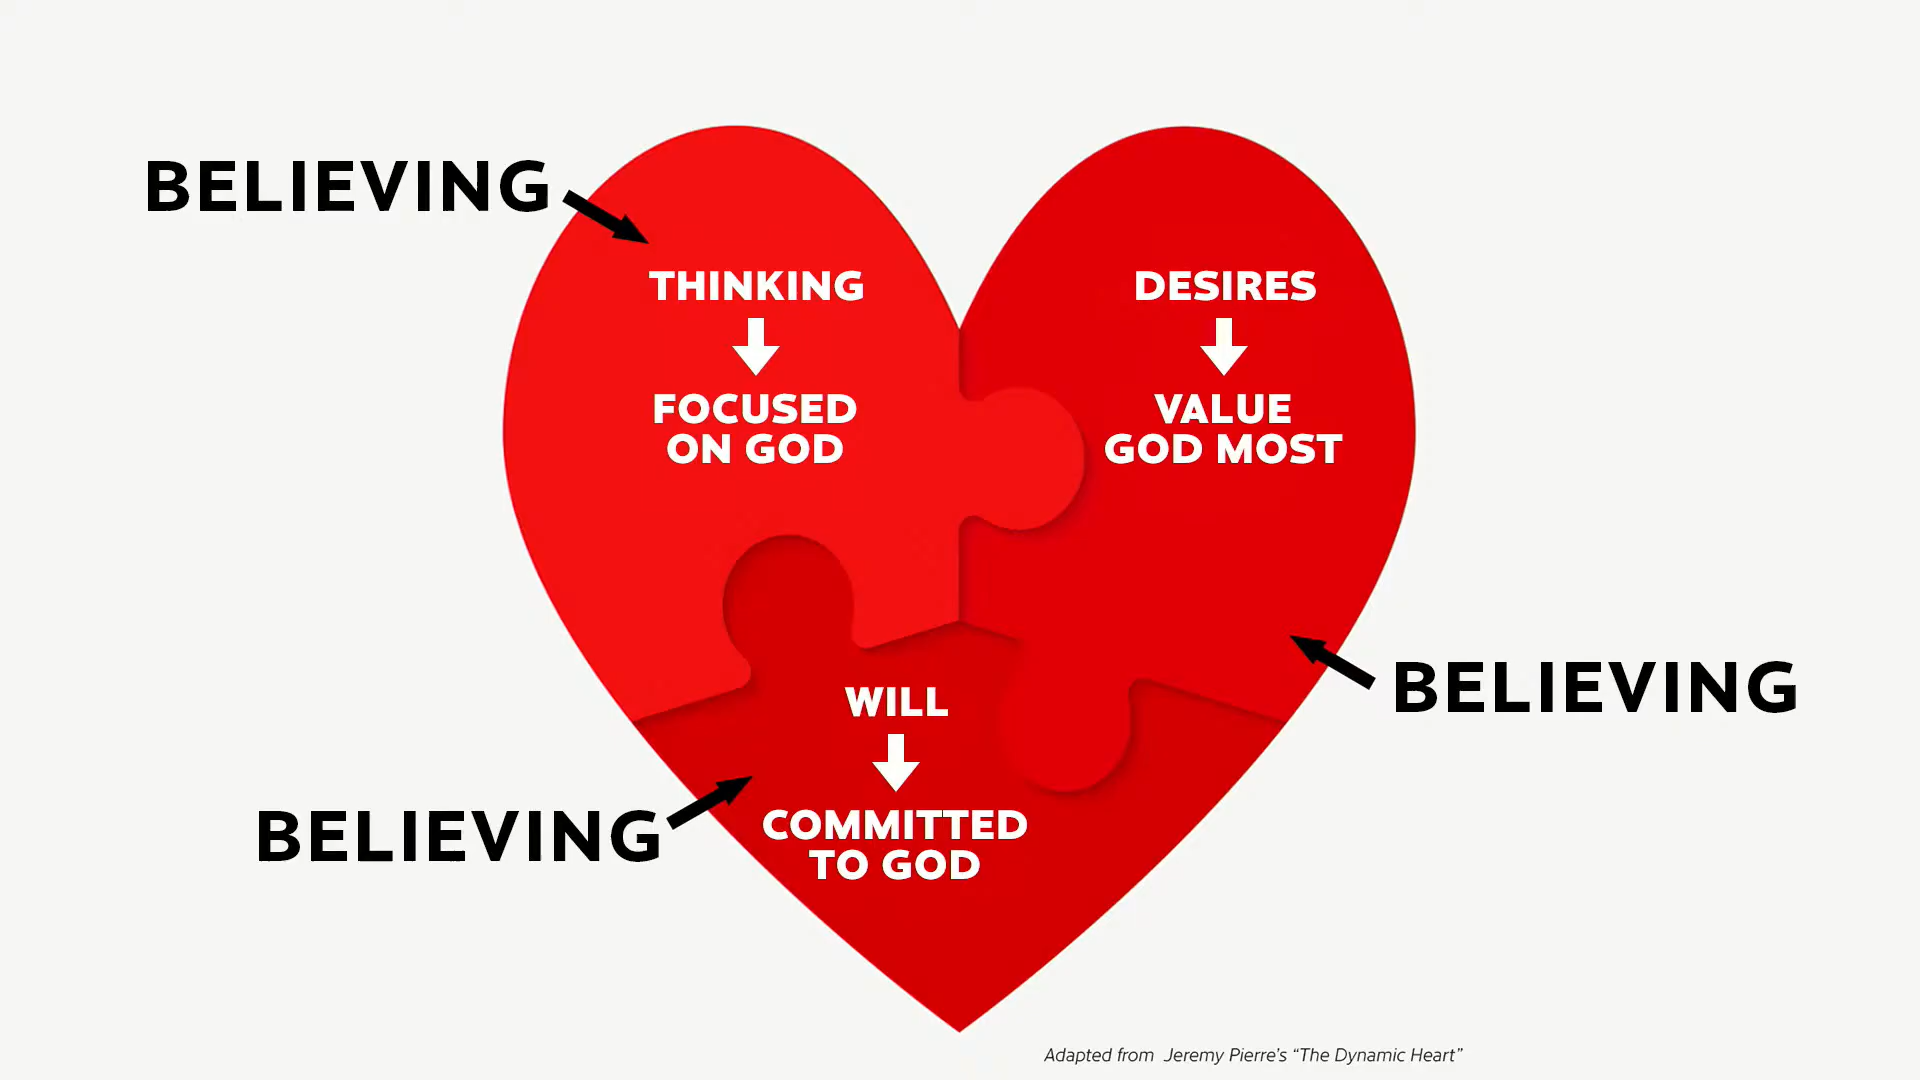 BELIEVING
THINKING
FOCUSED
ON GOD
DESIRES
VALUE
GOD MOST
BELIEVING
WILL
COMMITTED
TO GOD
BELIEVING
Adapted from Jeremy Pierre's “The Dynamic Heart”